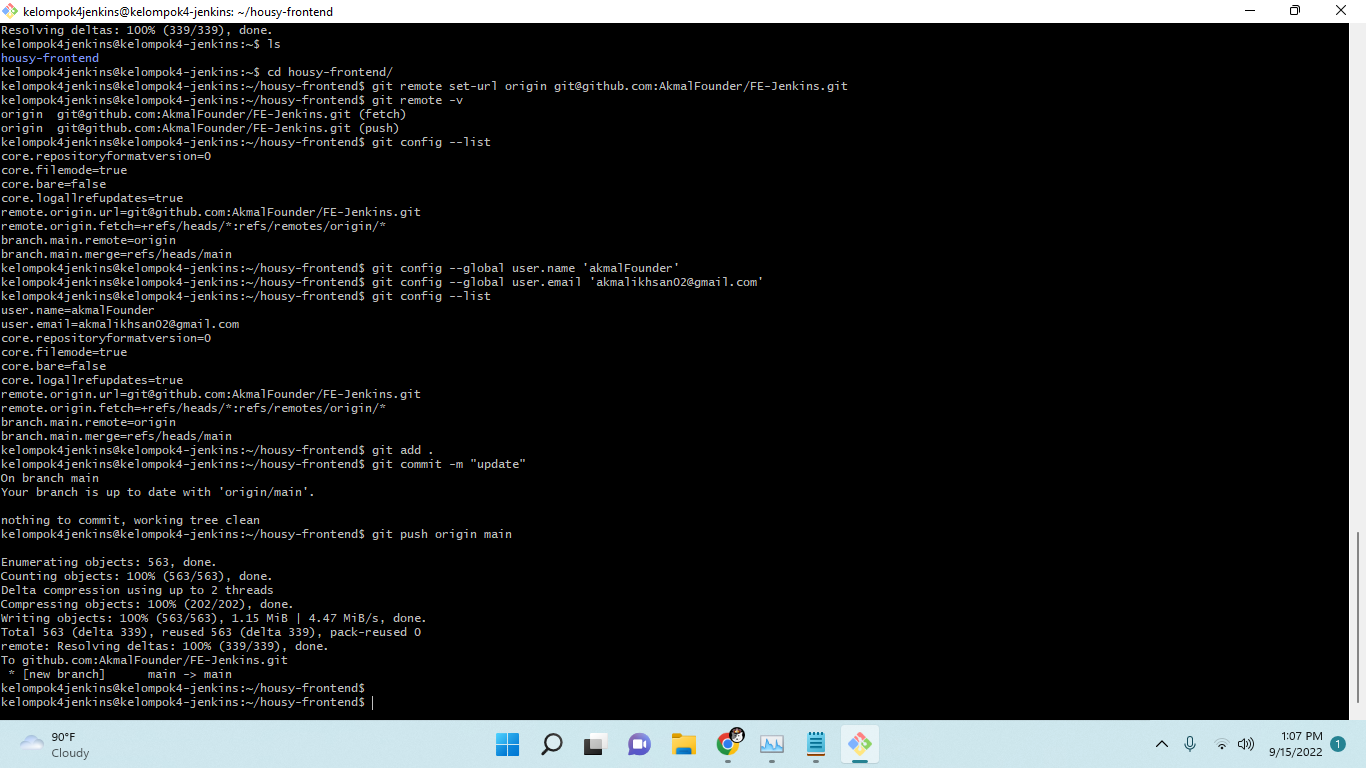 kelompok4jenkins@kelompok4-jenkins: ~/housy-frontend
Resolving deltas: 100% (339/339), done.
kelompok4jenkins@kelompok4-jenkins:~$ ls
housy-frontend
kelompok4jenkins@kelompok4-jenkins:~$ cd housy-frontend/
kelompok4jenkins@kelompok4-jenkins:~/housy-frontend$ git remote set-url origin git@github.com:AkmalFounder/FE-Jenkins.git
kelompok4jenkins@kelompok4-jenkins:~/housy-frontend$ git remote -v
origin  git@github.com:AkmalFounder/FE-Jenkins.git (fetch)
origin  git@github.com:AkmalFounder/FE-Jenkins.git (push)
kelompok4jenkins@kelompok4-jenkins:~/housy-frontend$ git config --list
core.repositoryformatversion=0
core.filemode=true
core.bare=false
core.logallrefupdates=true
remote.origin.url=git@github.com:AkmalFounder/FE-Jenkins.git
remote.origin.fetch=+refs/heads/*:refs/remotes/origin/*
branch.main.remote=origin
branch.main.merge=refs/heads/main
kelompok4jenkins@kelompok4-jenkins:~/housy-frontend$ git config --global user.name 'akmalFounder'
kelompok4jenkins@kelompok4-jenkins:~/housy-frontend$ git config --global user.email 'akmalikhsan02@gmail.com'
kelompok4jenkins@kelompok4-jenkins:~/housy-frontend$ git config --list
user.name=akmalFounder
user.email=akmalikhsan02@gmail.com
core.repositoryformatversion=0
core.filemode=true
core.bare=false
core.logallrefupdates=true
remote.origin.url=git@github.com:AkmalFounder/FE-Jenkins.git
remote.origin.fetch=+refs/heads/*:refs/remotes/origin/*
branch.main.remote=origin
branch.main.merge=refs/heads/main
kelompok4jenkins@kelompok4-jenkins:~/housy-frontend$ git add .
kelompok4jenkins@kelompok4-jenkins:~/housy-frontend$ git commit -m "update"
On branch main
Your branch is up to date with 'origin/main'.
nothing to commit, working tree clean
kelompok4jenkins@kelompok4-jenkins:~/housy-frontend$ git push origin main
Enumerating objects: 563, done.
Counting objects: 100% (563/563), done.
Delta compression using up to 2 threads
Compressing objects: 100% (202/202), done.
Writing objects: 100% (563/563), 1.15 MiB | 4.47 MiB/s, done.
Total 563 (delta 339), reused 563 (delta 339), pack-reused 0
remote: Resolving deltas: 100% (339/339), done.
To github.com:AkmalFounder/FE-Jenkins.git
 * [new branch]      main -> main
kelompok4jenkins@kelompok4-jenkins:~/housy-frontend$
kelompok4jenkins@kelompok4-jenkins:~/housy-frontend$
90°F
Cloudy
1:07 PM
9/15/2022
1